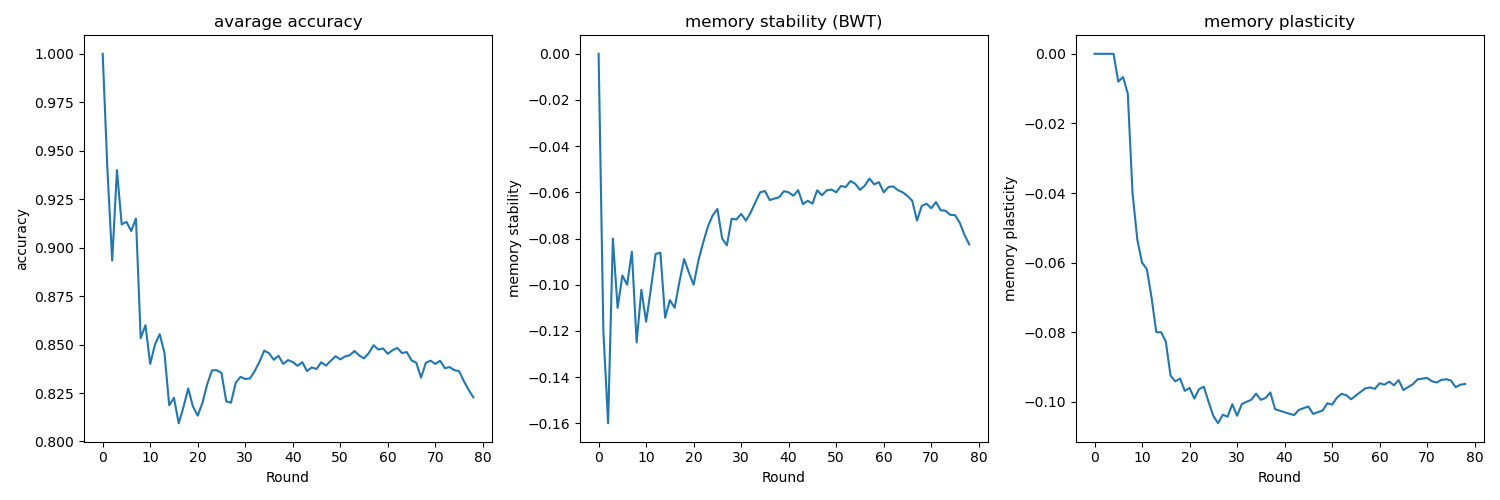 avarage accuracy
accuracy
1.000
0.975
0.950
0.925
0.900
0.875
0.850
0.825
0.800
0 10 20 30 40 50 60 70 80
Round
memory stability (BWT)
memory stability
0.00
−0.02
−0.04
−0.06
−0.08
−0.10
−0.12
−0.14
−0.16
0 10 20 30 40 50 60 70 80
Round
memory plasticity
memory plasticity
0.00
−0.02
−0.04
−0.06
−0.08
−0.10
0 10 20 30 40 50 60 70 80
Round